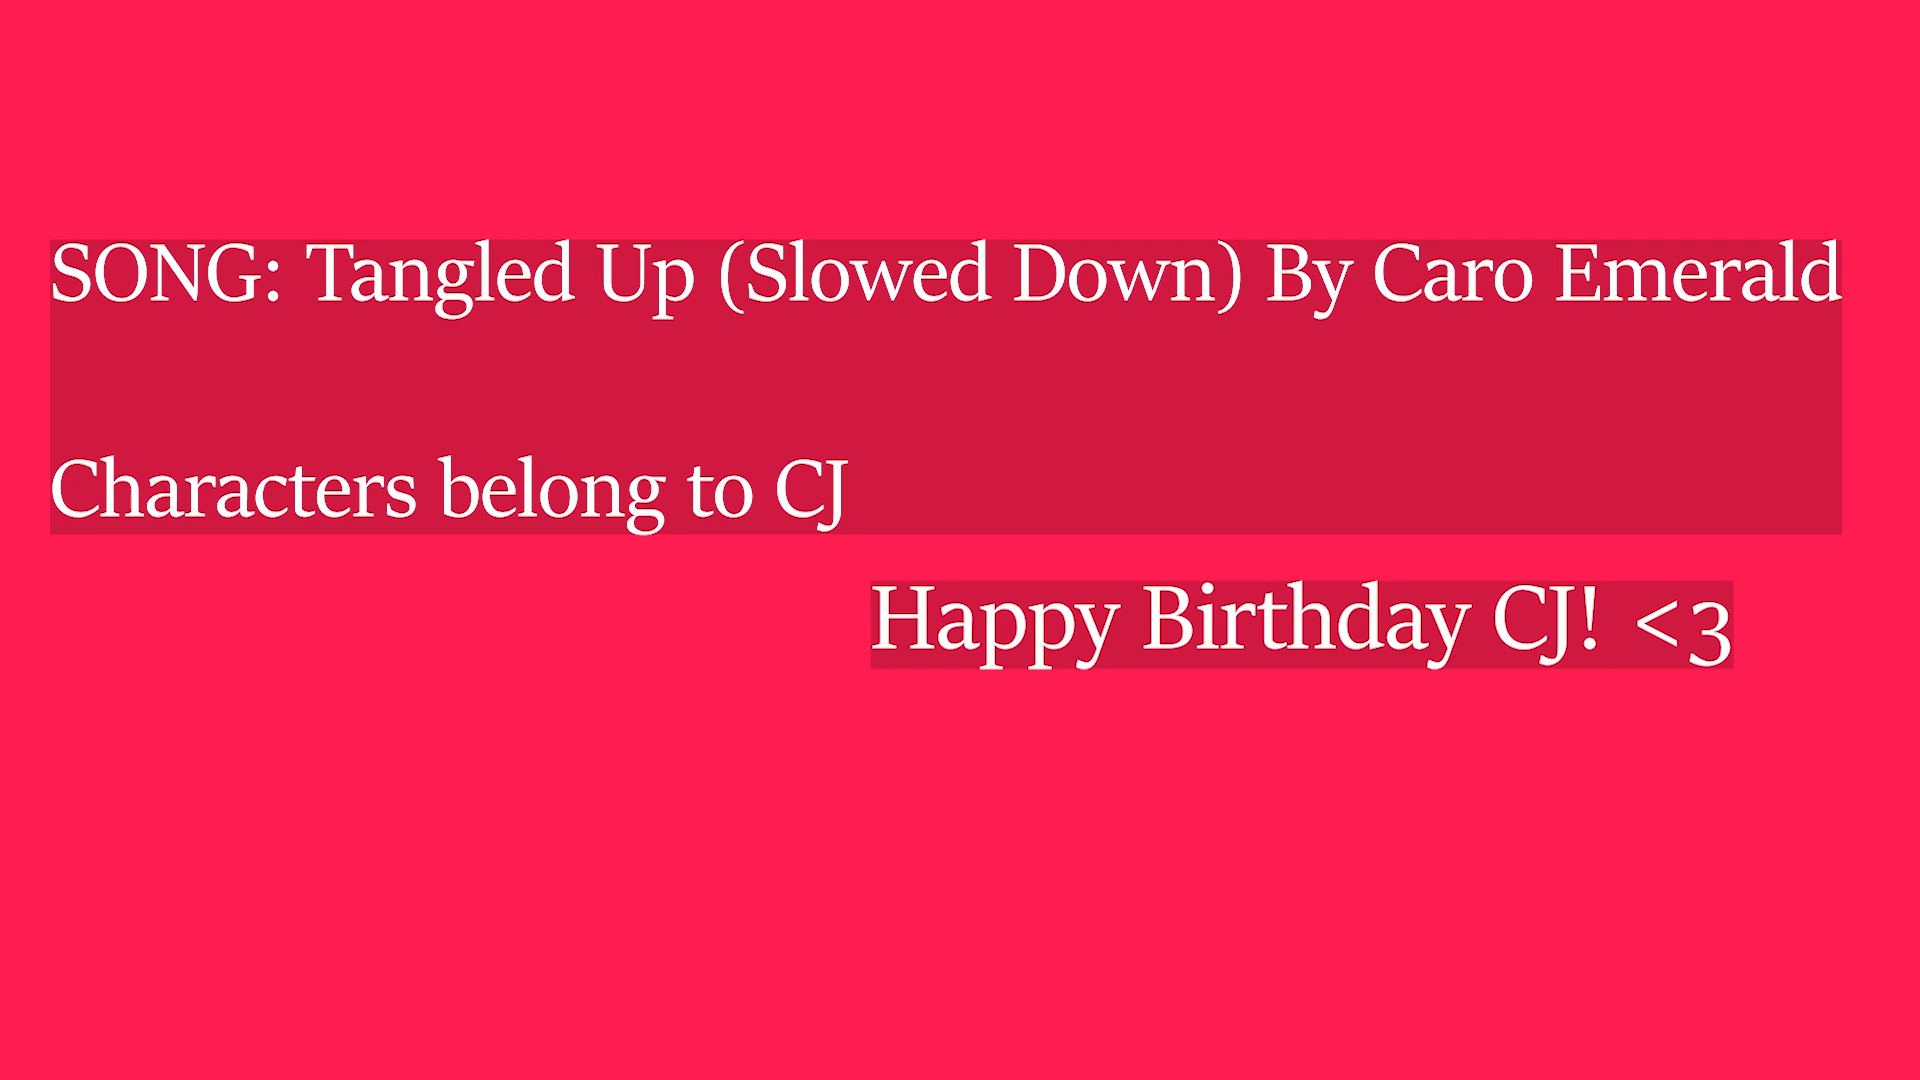 SONG: Tangled Up (Slowed Down) By Caro Emerald
Characters belong to CJ
Happy Birthday CJ! <3